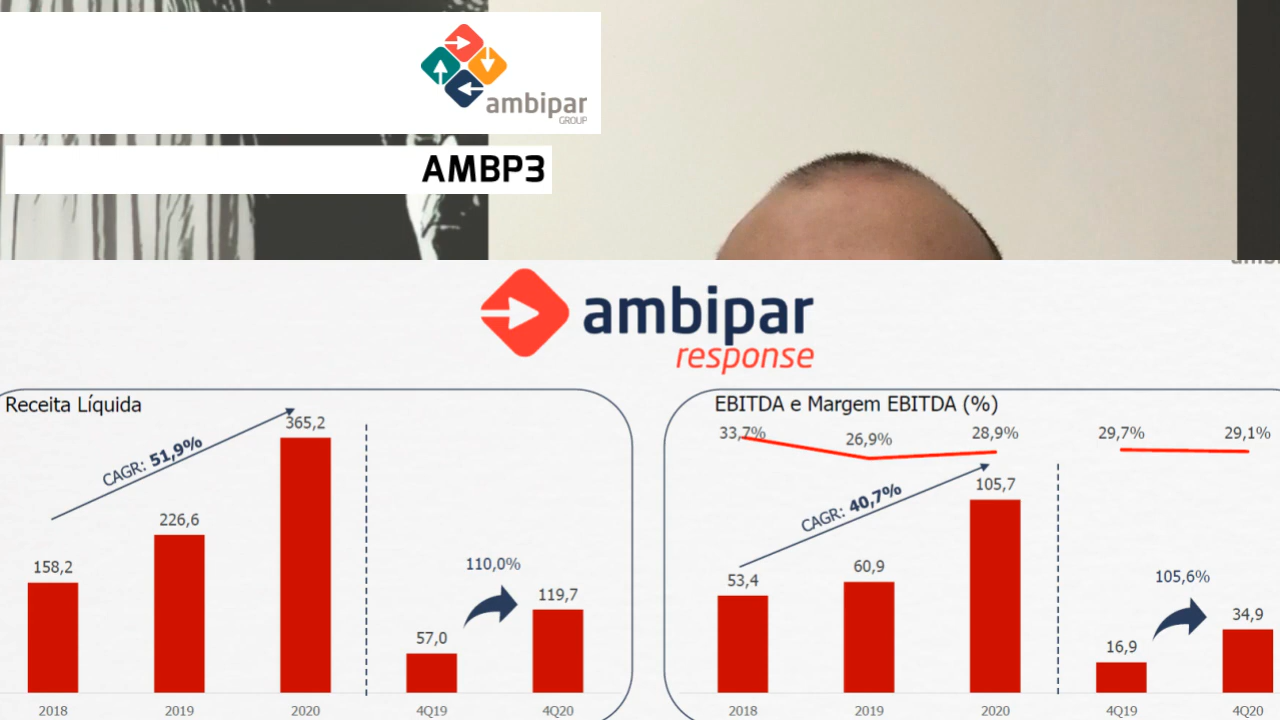 ambipar
GROUP
AMBP3
ambipar
response
Receita Líquida
CAGR: 51,9%
365,2
226,6
158,2
110,0%
119,7
57,0
2018 2019 2020 4Q19 4Q20
EBITDA e Margem EBITDA (%)
33,7% 26,9% 28,9% 29,7% 29,1%
CAGR: 40,7%
105,7
60,9
53,4
105,6%
34,9
16,9
2018 2019 2020 4Q19 4Q20